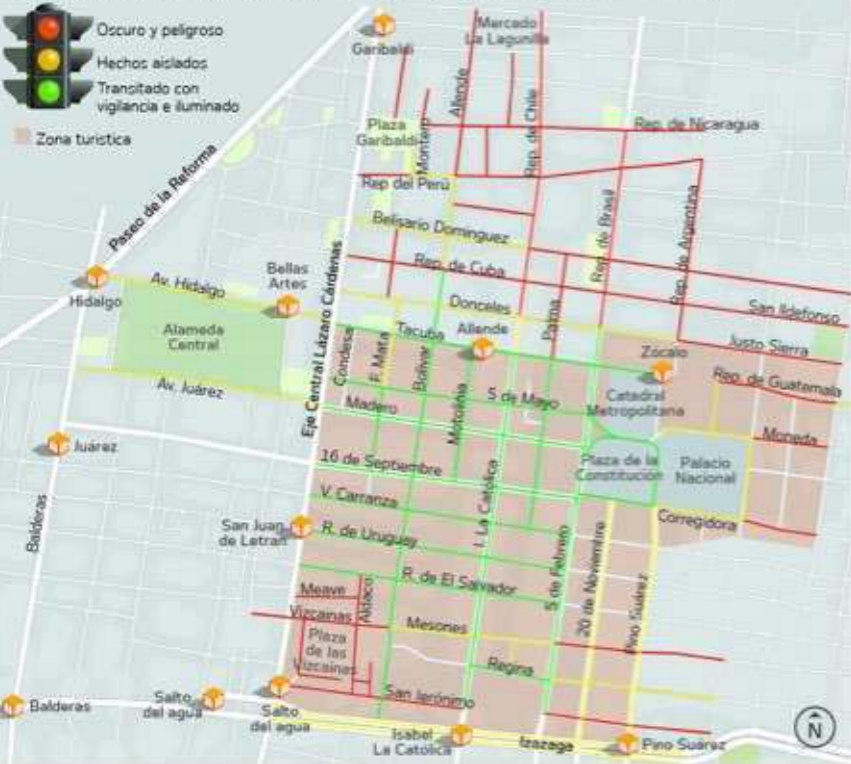 Oscuro y peligroso
Hechos aislados
Transitado con
vigilancia e iluminado
Zona turistica
Garibaldi
Mercado
La Lagunilla
Allende
Plaza
Garibaldi
Montero
Rep. de Chile
Rep. de Nicaragua
Rep del Perú
Paseo de la Reforma
Belisario Dominguez
Rep. de Brasil
Rep. de Argentina
Rep. de Cuba
Hidalgo
Av. Hidalgo
Bellas
Artes
Eje Central Lázaro Cárdenas
Donceles
Palma
San Ildefonso
Alameda
Central
Condesa
F. Mata
Tacuba
Allende
Justo Sierra
Zócalo
Bolívar
Rep. de Guatemala
Av. Juárez
Madero
Motolinia
5 de Mayo
Catedral
Metropolitana
Moneda
Juárez
16 de Septiembre
Plaza de la
Constitución
Palacio
Nacional
V. Carranza
I. La Católica
Corregidora
Balderas
San Juan
de Letran
R. de Uruguay
5 de Febrero
20 de Noviembre
Pino Suárez
R. de El Salvador
Meave
Aldaco
Vizcainas
Mesones
Plaza
de las
Vizcainas
Regina
San Jerónimo
Balderas
Salto
del agua
Salto
del agua
Isabel
La Católica
Izazaga
Pino Suárez
N